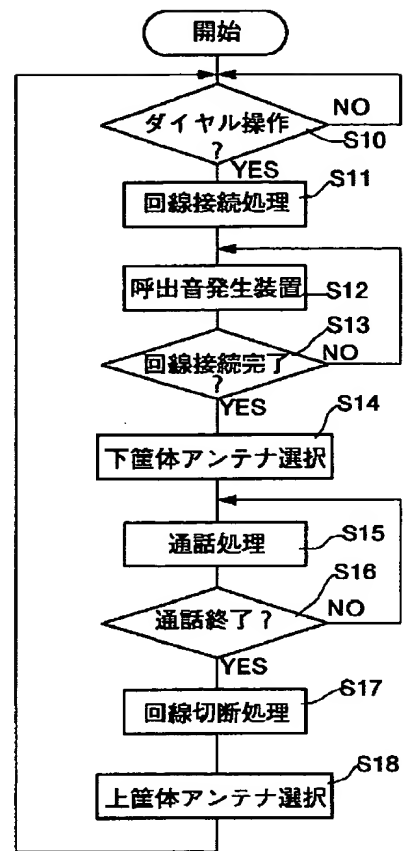 開始
NO
ダイヤル操作
?
S10
YES
S11
回線接続処理
呼出音発生装置
S12
S13
回線接続完了
?
NO
YES
S14
下筐体アンテナ選択
S15
通話処理
S16
通話終了?
NO
YES
S17
回線切断処理
S18
上筐体アンテナ選択